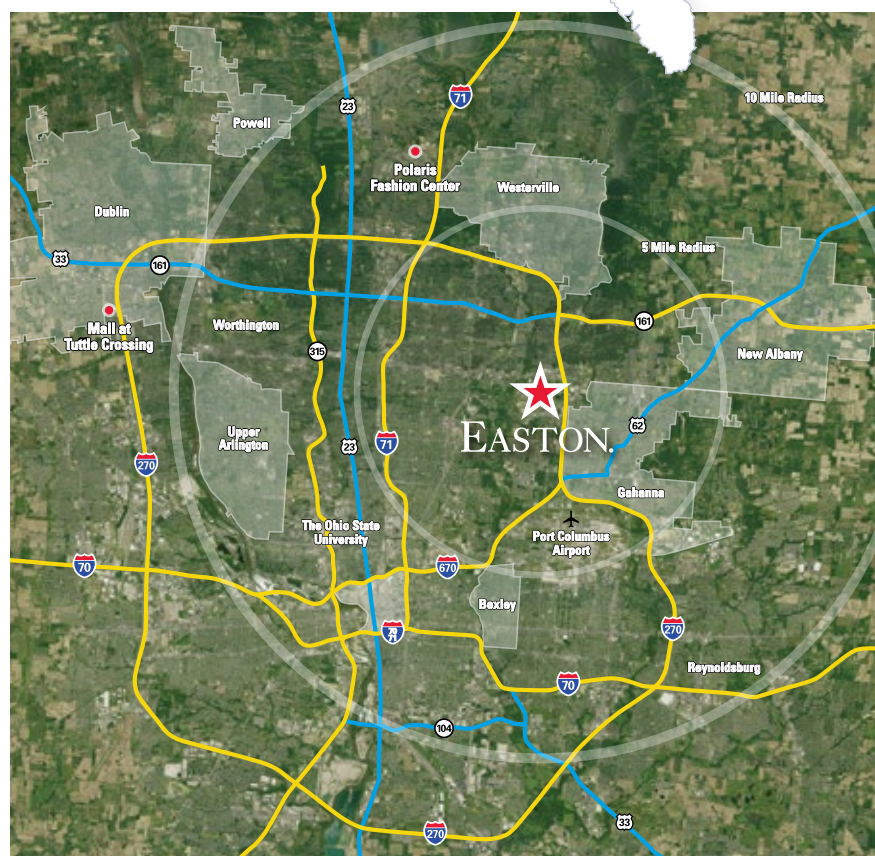 10 Mile Radius
71
23
Powell
Polaris
Fashion Center
Westerville
Dublin
5 Mile Radius
33
161
Mall at
Tuttle Crossing
Worthington
161
315
New Albany
EASTON.
62
Upper
Arlington
71
23
270
Gahanna
The Ohio State
University
Port Columbus
Airport
70
670
Bexley
270
Reynoldsburg
70
104
33
270